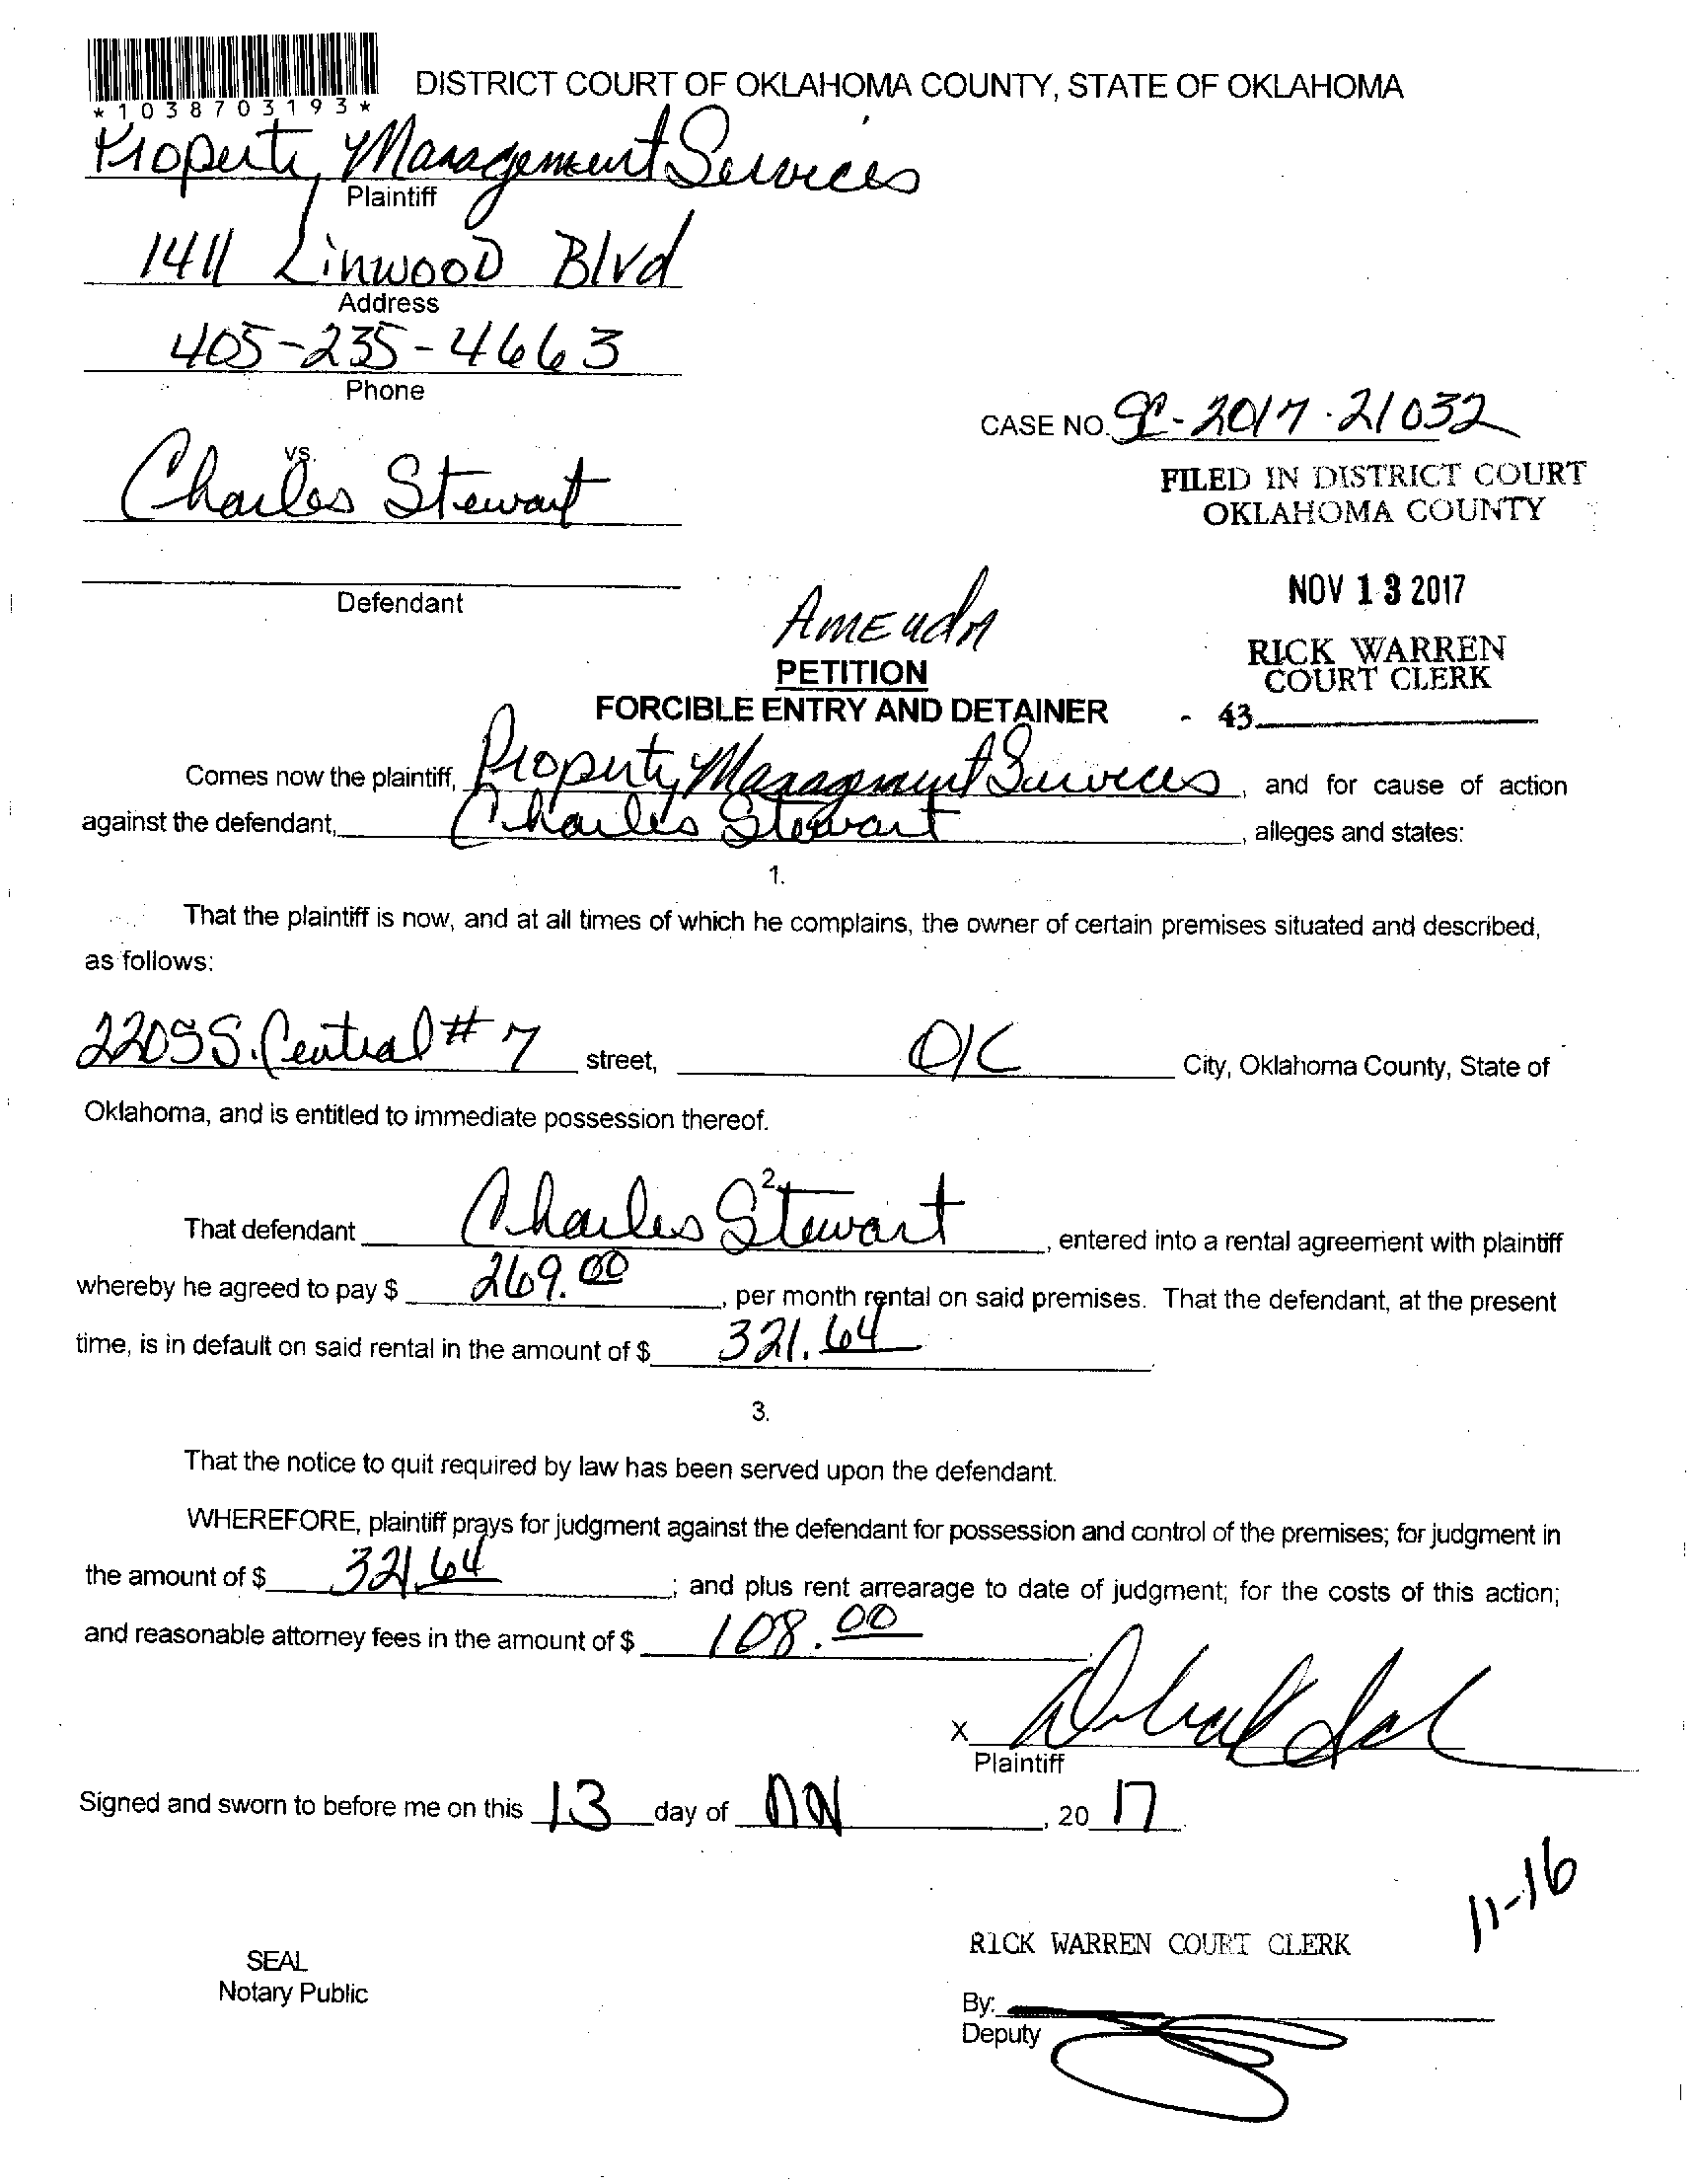 *1038703193*
DISTRICT COURT OF OKLAHOMA COUNTY, STATE OF OKLAHOMA
Property Management Services
Plaintiff
1411 Linwood Blvd
Address
405-235-4663
Phone
CASE NO. SC-2017-21032
vs.
Charles Stewart
FILED IN DISTRICT COURT
OKLAHOMA COUNTY
Defendant
NOV 13 2017
RICK WARREN
COURT CLERK
43
PETITION
FORCIBLE ENTRY AND DETAINER
Comes now the plaintiff, Property Managment Services, and for cause of action
against the defendant, Charles Stewart, alleges and states:
1.
That the plaintiff is now, and at all times of which he complains, the owner of certain premises situated and described,
as follows:
2205 S. Central # 7 street, OKC City, Oklahoma County, State of
Oklahoma, and is entitled to immediate possession thereof.
2.
That defendant Charles Stewart, entered into a rental agreement with plaintiff
whereby he agreed to pay $ 269.00, per month rental on said premises. That the defendant, at the present
time, is in default on said rental in the amount of $ 321.64
3.
That the notice to quit required by law has been served upon the defendant.
WHEREFORE, plaintiff prays for judgment against the defendant for possession and control of the premises; for judgment in
the amount of $ 321.64; and plus rent arrearage to date of judgment; for the costs of this action;
and reasonable attorney fees in the amount of $ 108.00
X
Plaintiff
Signed and sworn to before me on this 13 day of Nov, 20 17
11-16
RICK WARREN COURT CLERK
SEAL
Notary Public
By:
Deputy